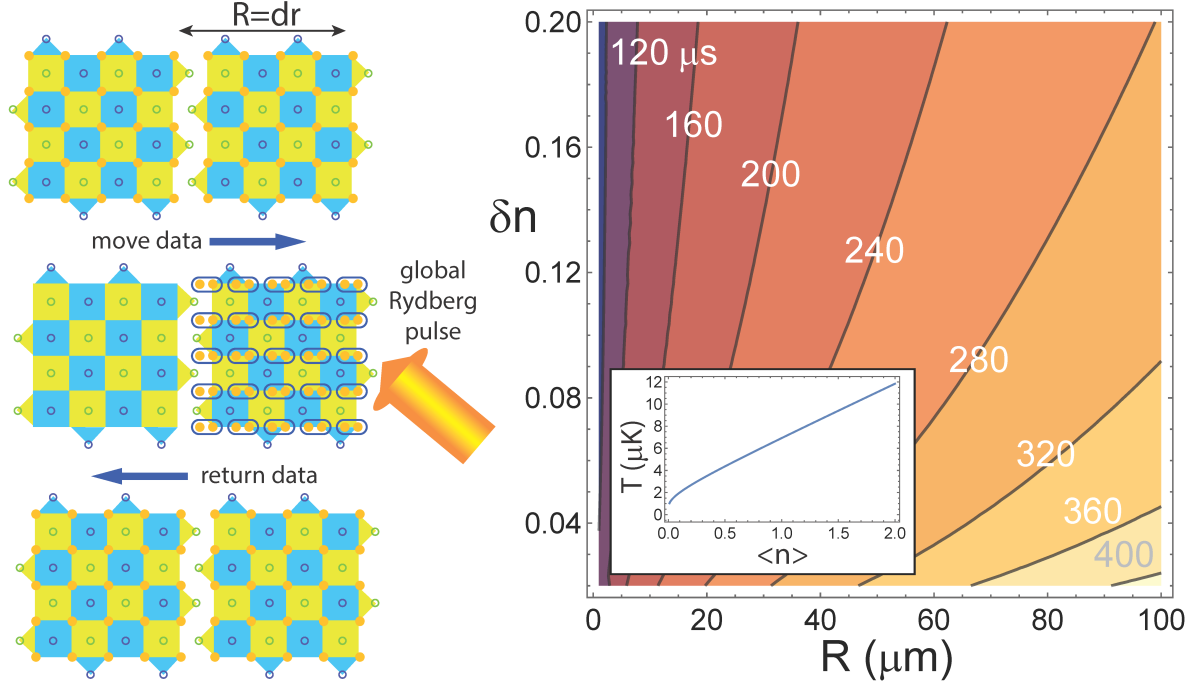 R=dr
move data
global
Rydberg
pulse
return data
δn
0.20
0.16
0.12
0.08
0.04
120 μs
160
200
240
280
320
360
400
T (μK)
12
10
8
6
4
2
0
0.0
0.5
1.0
1.5
2.0
<n>
0
20
40
60
80
100
R (μm)